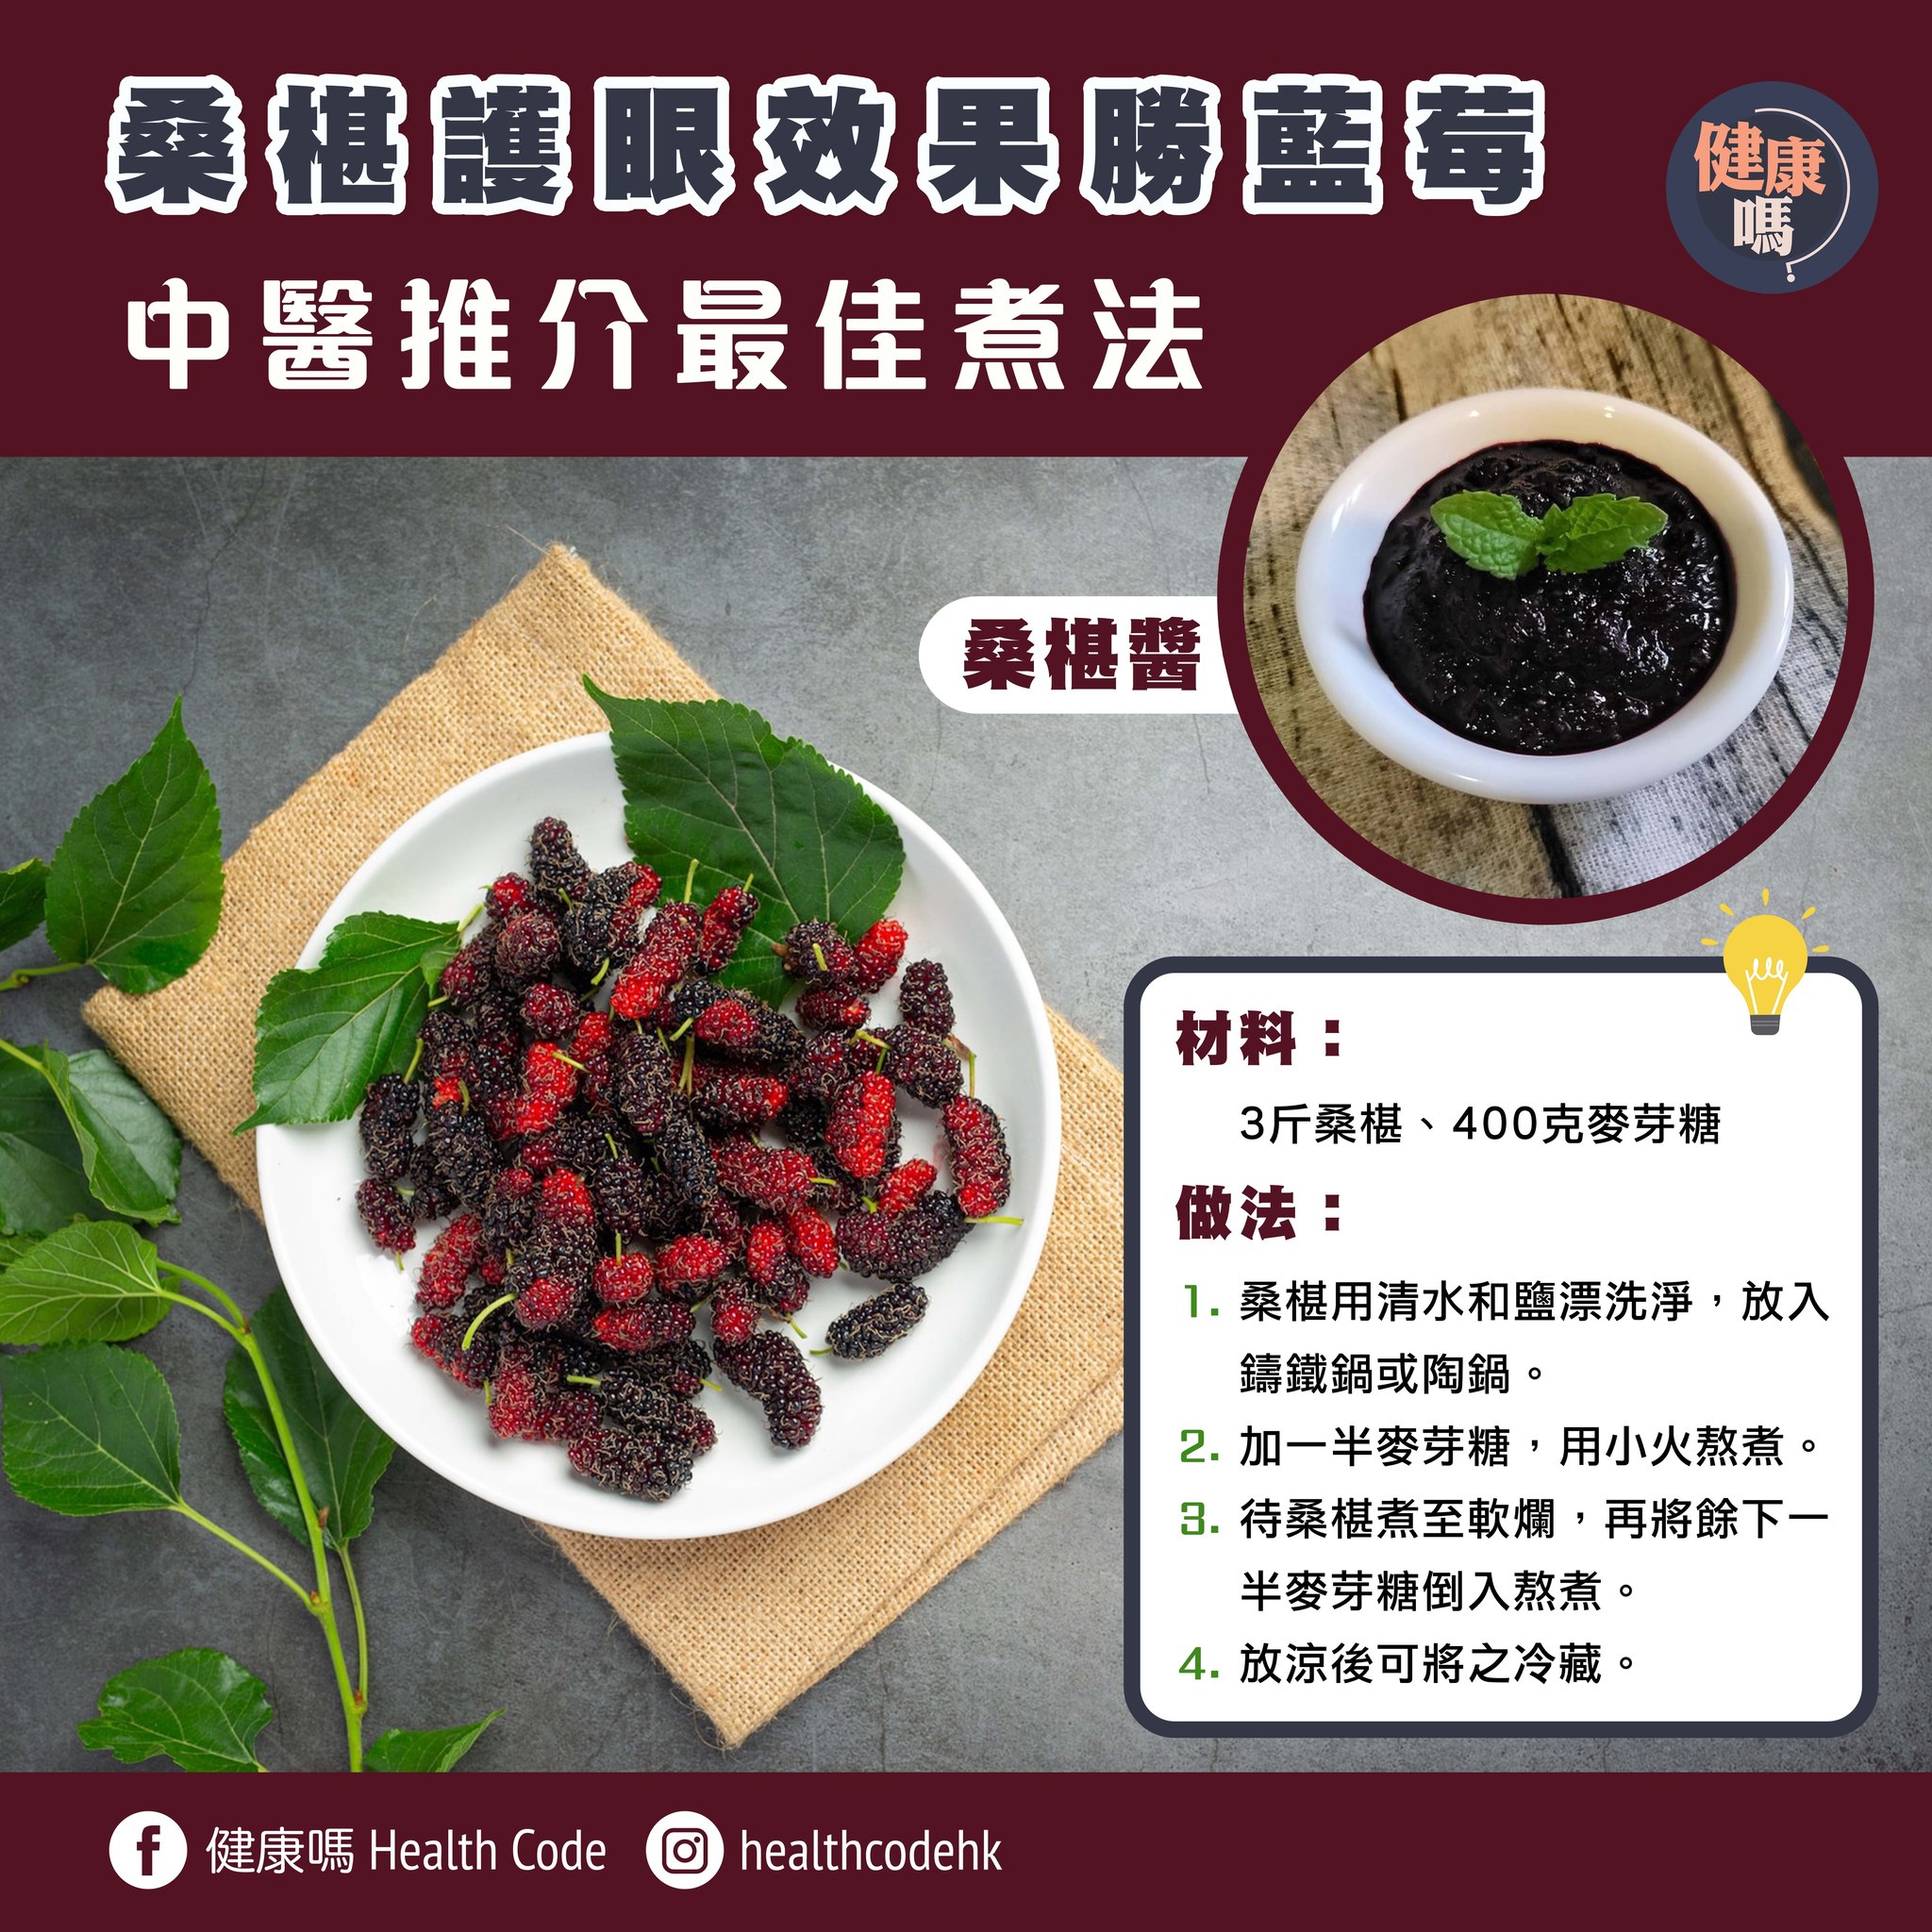 桑椹護眼效果勝藍莓
健康
嗎?
中醫推介最佳煮法
桑椹醬
材料：
3斤桑椹、400克麥芽糖
做法：
1. 桑椹用清水和鹽漂洗淨，放入
鑄鐵鍋或陶鍋。
2. 加一半麥芽糖，用小火熬煮。
3. 待桑椹煮至軟爛，再將餘下一
半麥芽糖倒入熬煮。
4. 放涼後可將之冷藏。
健康嗎 Health Code
healthcodehk